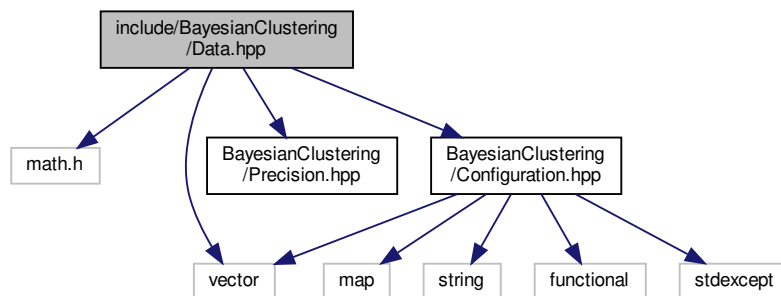 include/BayesianClustering
/Data.hpp
math.h
BayesianClustering
/Precision.hpp
BayesianClustering
/Configuration.hpp
vector
map
string
functional
stdexcept